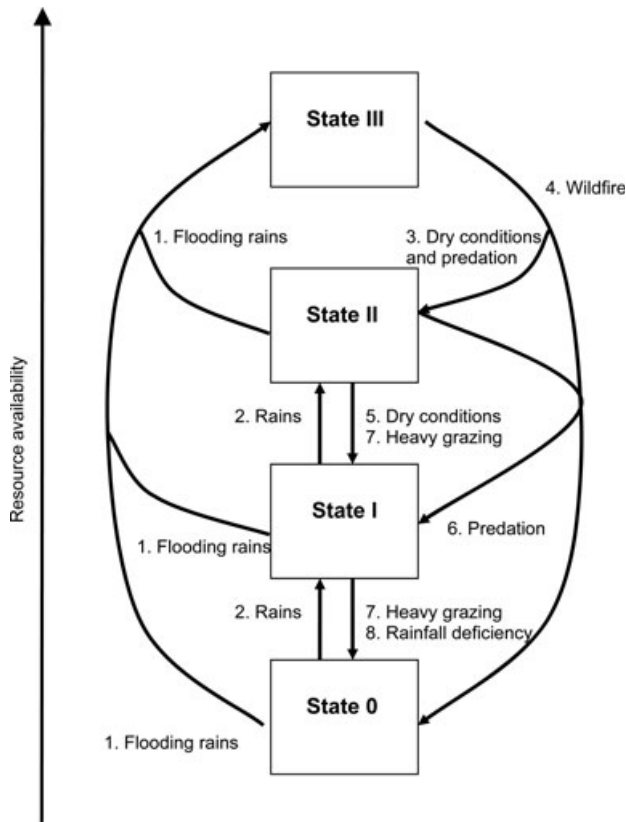 State III
4. Wildfire
1. Flooding rains
3. Dry conditions
and predation
State II
Resource availability
2. Rains
5. Dry conditions
7. Heavy grazing
State I
6. Predation
1. Flooding rains
2. Rains
7. Heavy grazing
8. Rainfall deficiency
State 0
1. Flooding rains